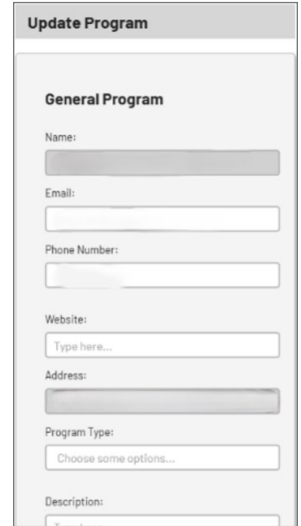 Update Program
General Program
Name:
Email:
Phone Number:
Website:
Type here...
Address:
Program Type:
Choose some options...
Description: